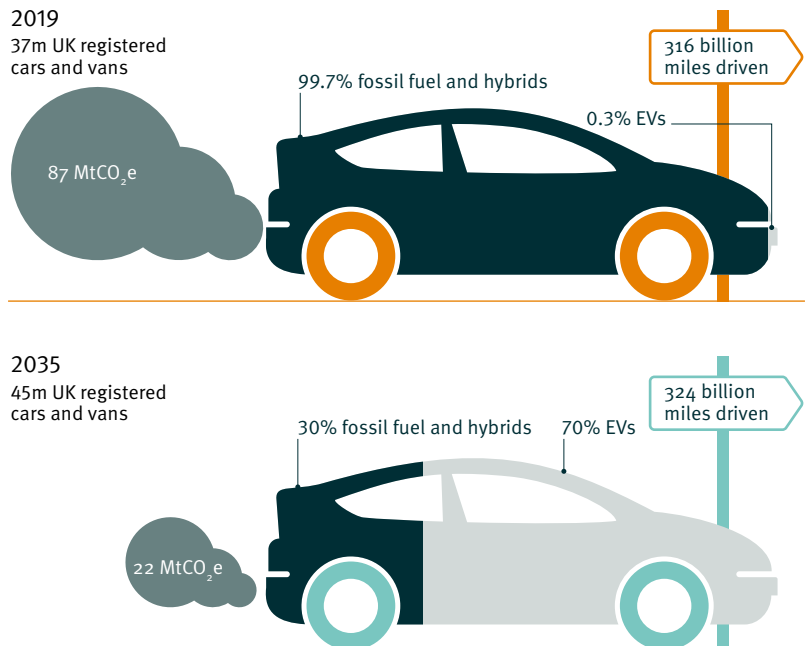 2019
37m UK registered
cars and vans
316 billion
miles driven
99.7% fossil fuel and hybrids
0.3% EVs
87 MtCO₂e
2035
45m UK registered
cars and vans
324 billion
miles driven
30% fossil fuel and hybrids
70% EVs
22 MtCO₂e